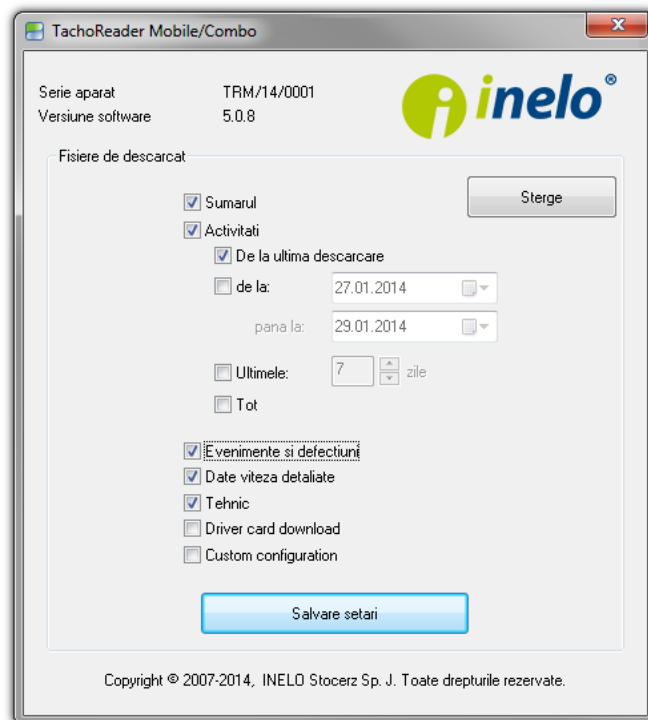 TachoReader Mobile/Combo
Serie aparat TRM/14/0001
Versiune software 5.0.8
inelo®
Fisiere de descarcat
Sterge
Sumarul
Activitati
De la ultima descarcare
de la: 27.01.2014
pana la: 29.01.2014
Ultimele: 7 zile
Tot
Evenimente si defectiuni
Date viteza detaliate
Tehnic
Driver card download
Custom configuration
Salvare setari
Copyright © 2007-2014, INELO Stocerz Sp. J. Toate drepturile rezervate.